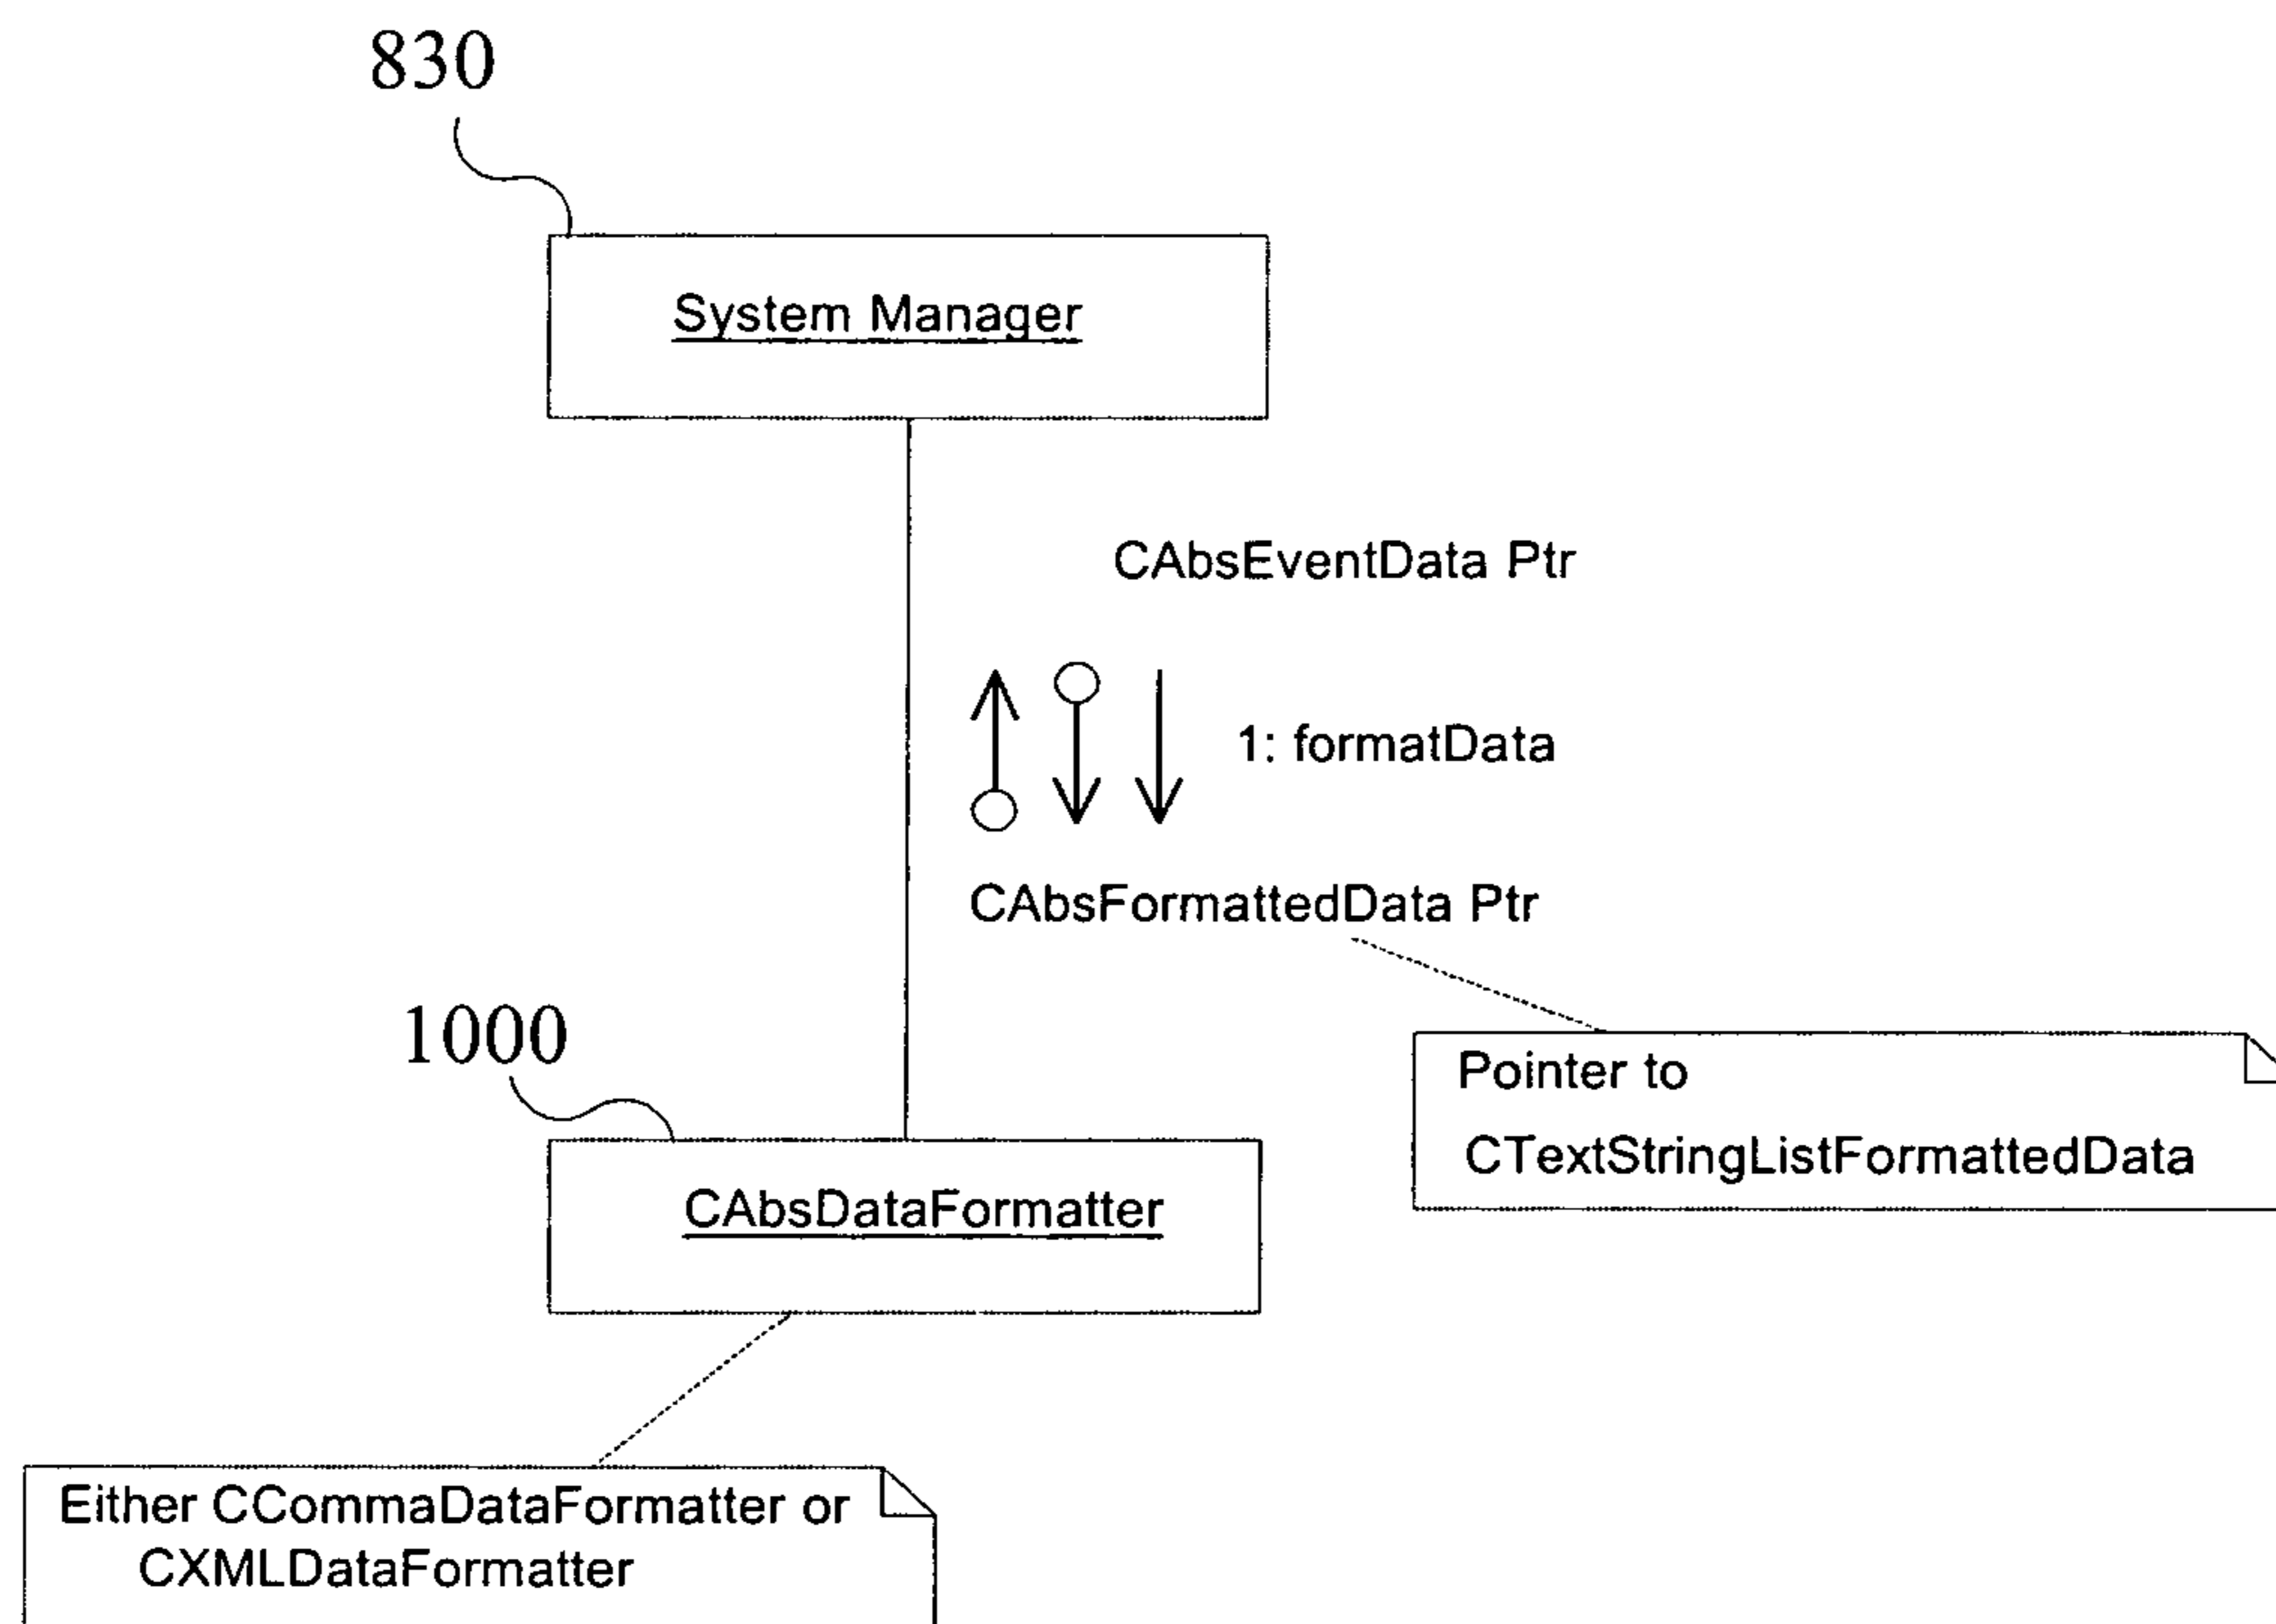 830
System Manager
CAbsEventData Ptr
1: formatData
CAbsFormattedData Ptr
1000
Pointer to
CTextStringListFormattedData
CAbsDataFormatter
Either CCommaDataFormatter or
CXMLDataFormatter